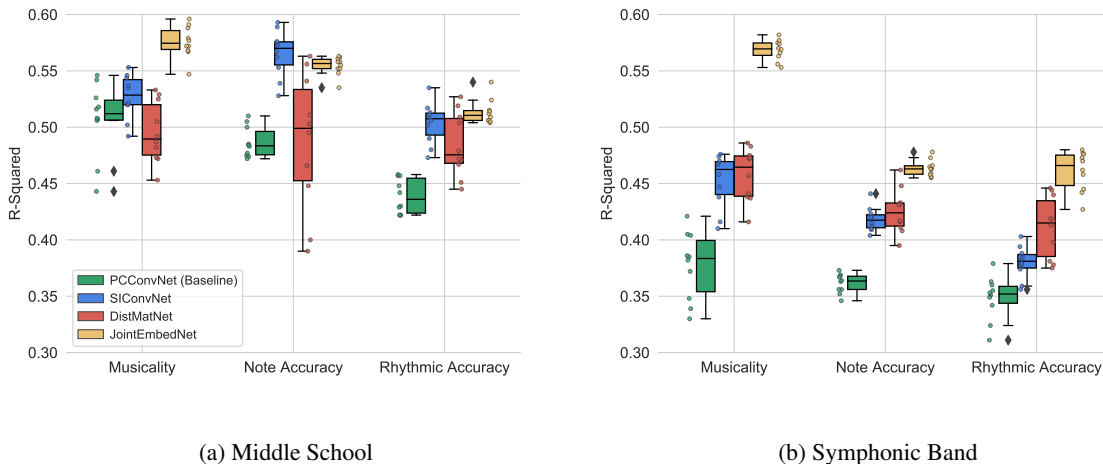 0.60
0.55
0.50
0.45
0.40
0.35
0.30
R-Squared
PCConvNet (Baseline)
SIConvNet
DistMatNet
JointEmbedNet
Musicality
Note Accuracy
Rhythmic Accuracy
(a) Middle School
0.60
0.55
0.50
0.45
0.40
0.35
0.30
R-Squared
Musicality
Note Accuracy
Rhythmic Accuracy
(b) Symphonic Band